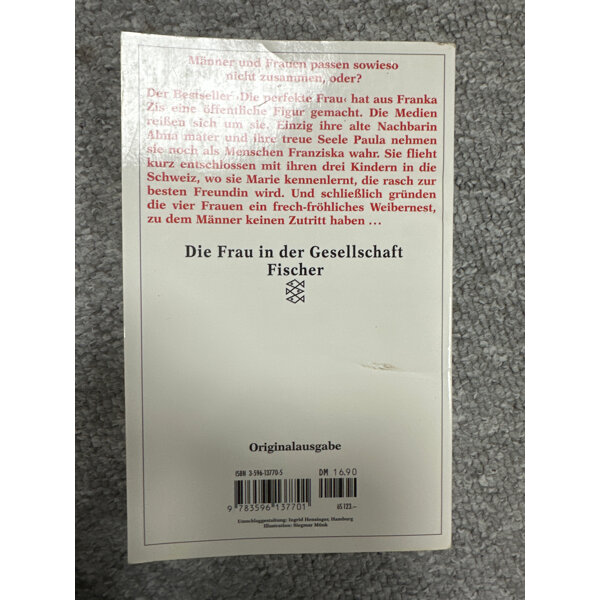 Männer und Frauen passen sowieso
nicht zusammen, oder?
Der Bestseller ›Die perfekte Frau‹ hat aus Franka
Zis eine öffentliche Figur gemacht. Die Medien
reißen sich um sie. Einzig ihre alte Nachbarin
Alma mater und ihre treue Seele Paula nehmen
sie noch als Menschen Franziska wahr. Sie flieht
kurz entschlossen mit ihren drei Kindern in die
Schweiz, wo sie Marie kennenlernt, die rasch zur
besten Freundin wird. Und schließlich gründen
die vier Frauen ein frech-fröhliches Weibernest,
zu dem Männer keinen Zutritt haben ...
Die Frau in der Gesellschaft
Fischer
Originalausgabe
ISBN 3-596-13770-5
DM 16.90
9 783596 137701
öS 123.–
Umschlaggestaltung: Ingrid Hensinger, Hamburg
Illustration: Siegmar Münk